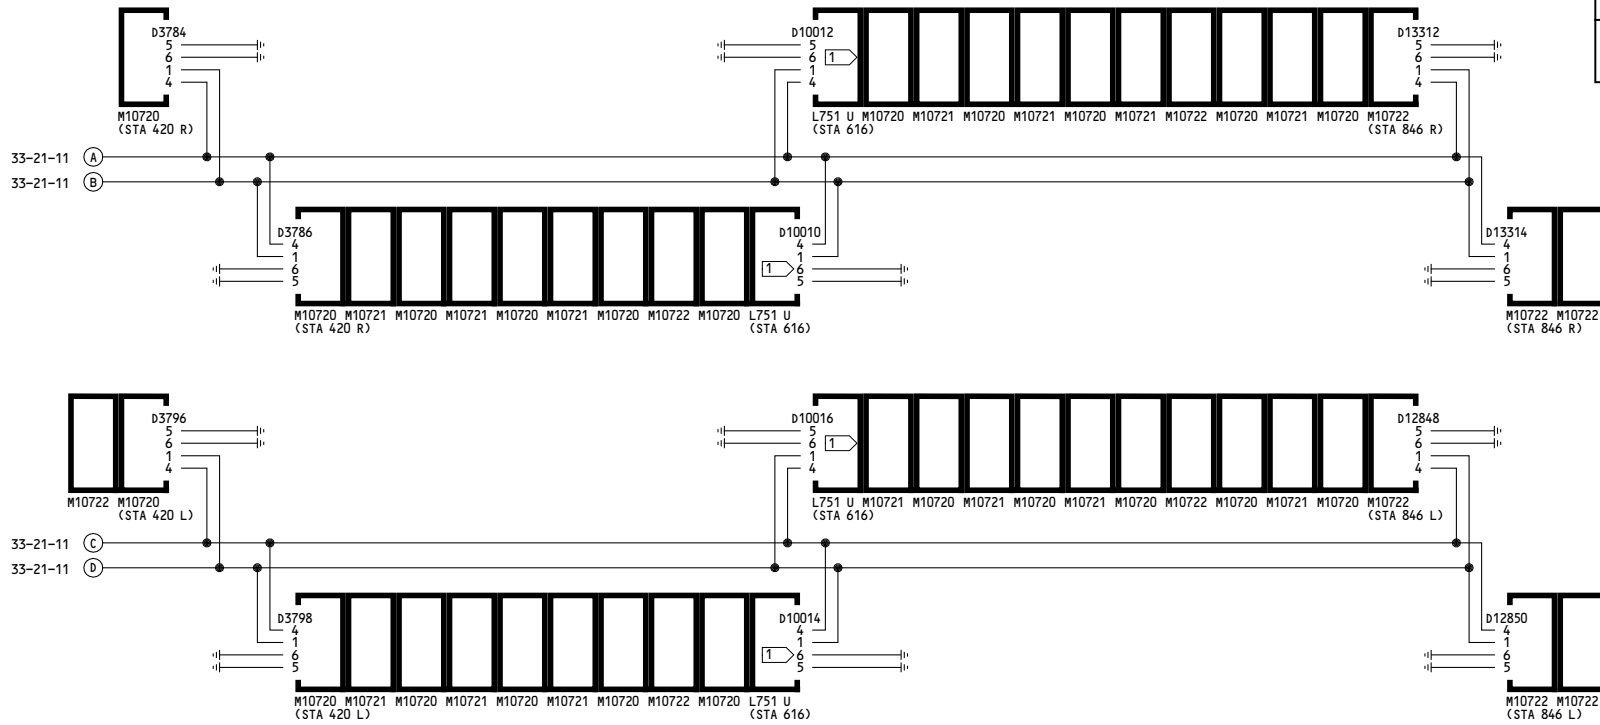 D3784
5
6
1
4
M10720
(STA 420 R)
D10012
5
6
1
4
1
D13312
5
6
1
4
L751 U M10720 M10721 M10720 M10721 M10720 M10721 M10722 M10720 M10721 M10720 M10722
(STA 616) (STA 846 R)
33-21-11 A
33-21-11 B
D3786
4
1
6
5
D10010
4
1
6
5
1
M10720 M10721 M10720 M10721 M10720 M10721 M10720 M10722 M10720 L751 U
(STA 420 R) (STA 616)
D13314
4
1
6
5
M10722 M10722
(STA 846 R)
D3796
5
6
1
4
M10722 M10720
(STA 420 L)
D10016
5
6
1
4
1
D12848
5
6
1
4
L751 U M10721 M10720 M10721 M10720 M10721 M10720 M10722 M10720 M10721 M10720 M10722
(STA 616) (STA 846 L)
33-21-11 C
33-21-11 D
D3798
4
1
6
5
D10014
4
1
6
5
1
M10720 M10721 M10720 M10721 M10720 M10721 M10720 M10722 M10720 L751 U
(STA 420 L) (STA 616)
D12850
4
1
6
5
M10722 M10722
(STA 846 L)